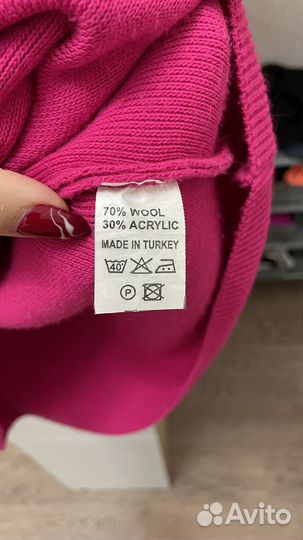 70% WOOL
30% ACRYLIC
MADE IN TURKEY
40
P
Avito